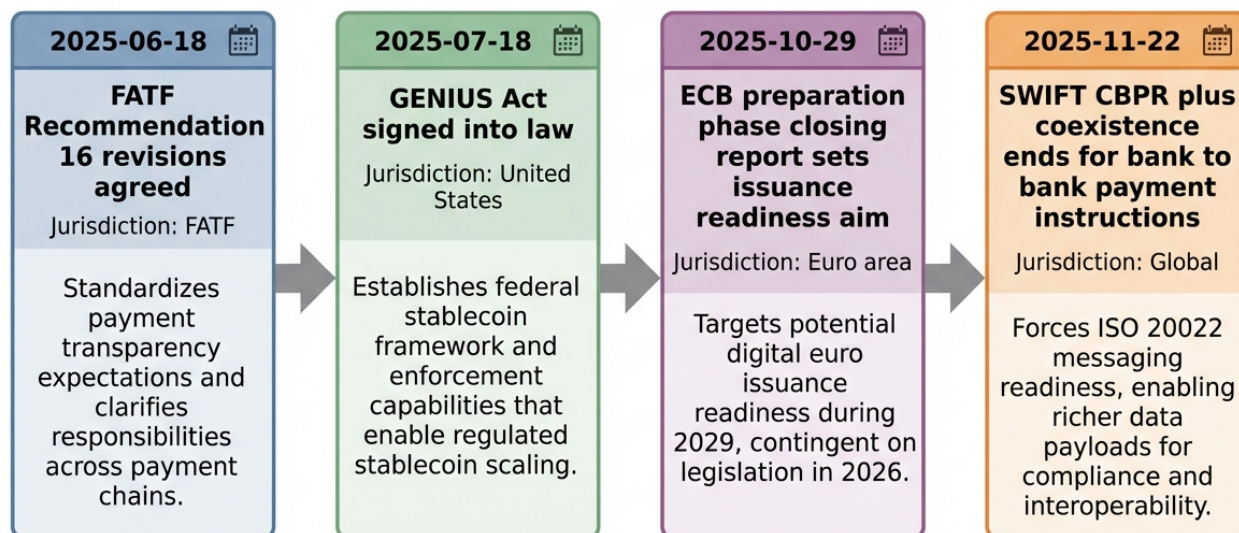 2025-06-18
FATF
Recommendation
16 revisions
agreed
Jurisdiction: FATF
Standardizes
payment
transparency
expectations and
clarifies
responsibilities
across payment
chains.
2025-07-18
GENIUS Act
signed into law
Jurisdiction: United
States
Establishes federal
stablecoin
framework and
enforcement
capabilities that
enable regulated
stablecoin scaling.
2025-10-29
ECB preparation
phase closing
report sets
issuance
readiness aim
Jurisdiction: Euro area
Targets potential
digital euro
issuance
readiness during
2029, contingent on
legislation in 2026.
2025-11-22
SWIFT CBPR plus
coexistence
ends for bank to
bank payment
instructions
Jurisdiction: Global
Forces ISO 20022
messaging
readiness, enabling
richer data
payloads for
compliance and
interoperability.